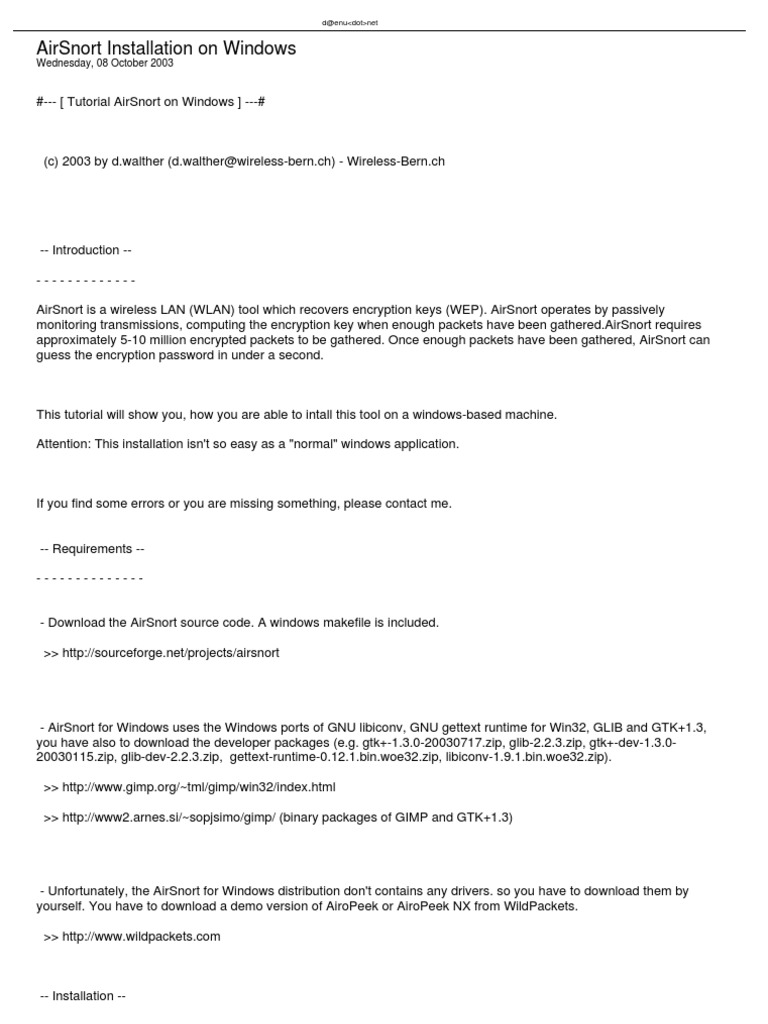 d@enu<dot>net
AirSnort Installation on Windows
Wednesday, 08 October 2003
#--- [ Tutorial AirSnort on Windows ] ---#
(c) 2003 by d.walther (d.walther@wireless-bern.ch) - Wireless-Bern.ch
-- Introduction --
- - - - - - - - - - - - -
AirSnort is a wireless LAN (WLAN) tool which recovers encryption keys (WEP). AirSnort operates by passively
monitoring transmissions, computing the encryption key when enough packets have been gathered.AirSnort requires
approximately 5-10 million encrypted packets to be gathered. Once enough packets have been gathered, AirSnort can
guess the encryption password in under a second.
This tutorial will show you, how you are able to intall this tool on a windows-based machine.
Attention: This installation isn't so easy as a "normal" windows application.
If you find some errors or you are missing something, please contact me.
-- Requirements --
- - - - - - - - - - - - - -
- Download the AirSnort source code. A windows makefile is included.
>> http://sourceforge.net/projects/airsnort
- AirSnort for Windows uses the Windows ports of GNU libiconv, GNU gettext runtime for Win32, GLIB and GTK+1.3,
you have also to download the developer packages (e.g. gtk+-1.3.0-20030717.zip, glib-2.2.3.zip, gtk+-dev-1.3.0-
20030115.zip, glib-dev-2.2.3.zip,  gettext-runtime-0.12.1.bin.woe32.zip, libiconv-1.9.1.bin.woe32.zip).
>> http://www.gimp.org/~tml/gimp/win32/index.html
>> http://www2.arnes.si/~sopjsimo/gimp/ (binary packages of GIMP and GTK+1.3)
- Unfortunately, the AirSnort for Windows distribution don't contains any drivers. so you have to download them by
yourself. You have to download a demo version of AiroPeek or AiroPeek NX from WildPackets.
>> http://www.wildpackets.com
-- Installation --